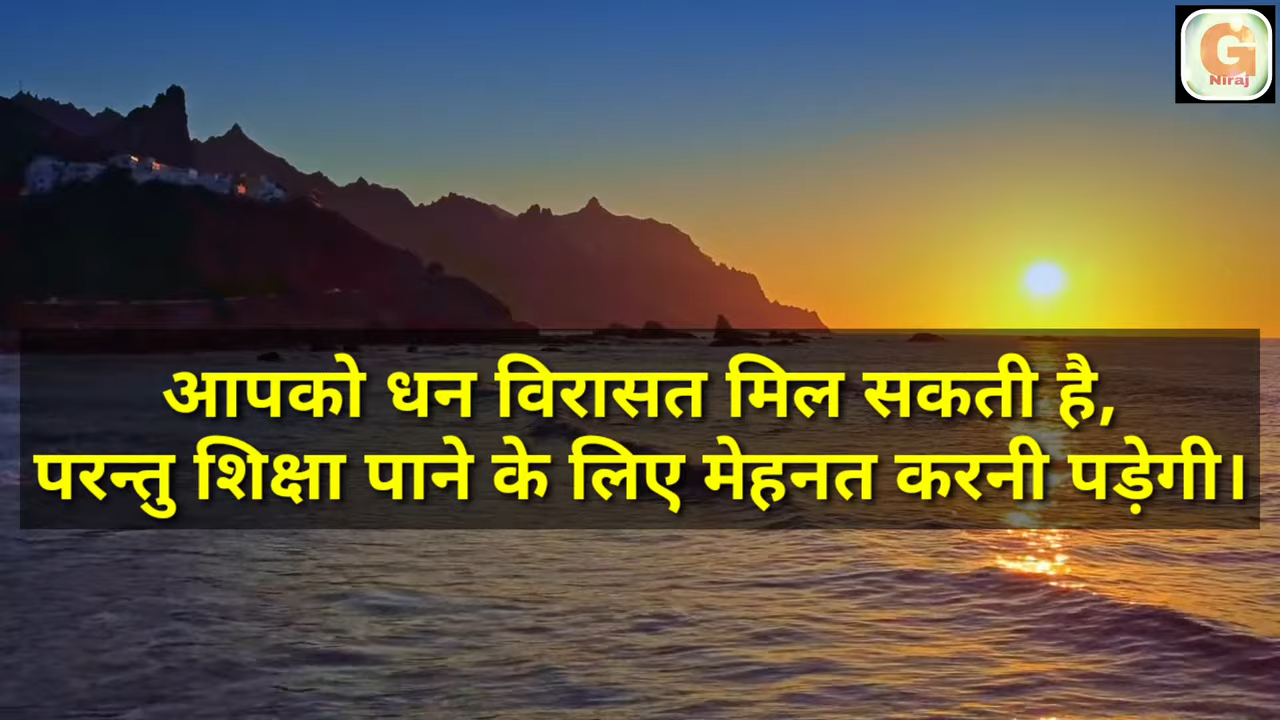 G
Niraj
आपको धन विरासत मिल सकती है,
परन्तु शिक्षा पाने के लिए मेहनत करनी पड़ेगी।